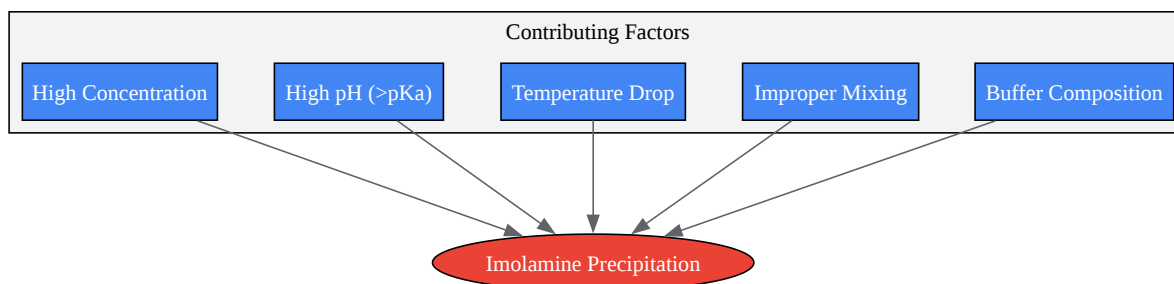 Contributing Factors
High Concentration
High pH (>pKa)
Temperature Drop
Improper Mixing
Buffer Composition
Imolamine Precipitation